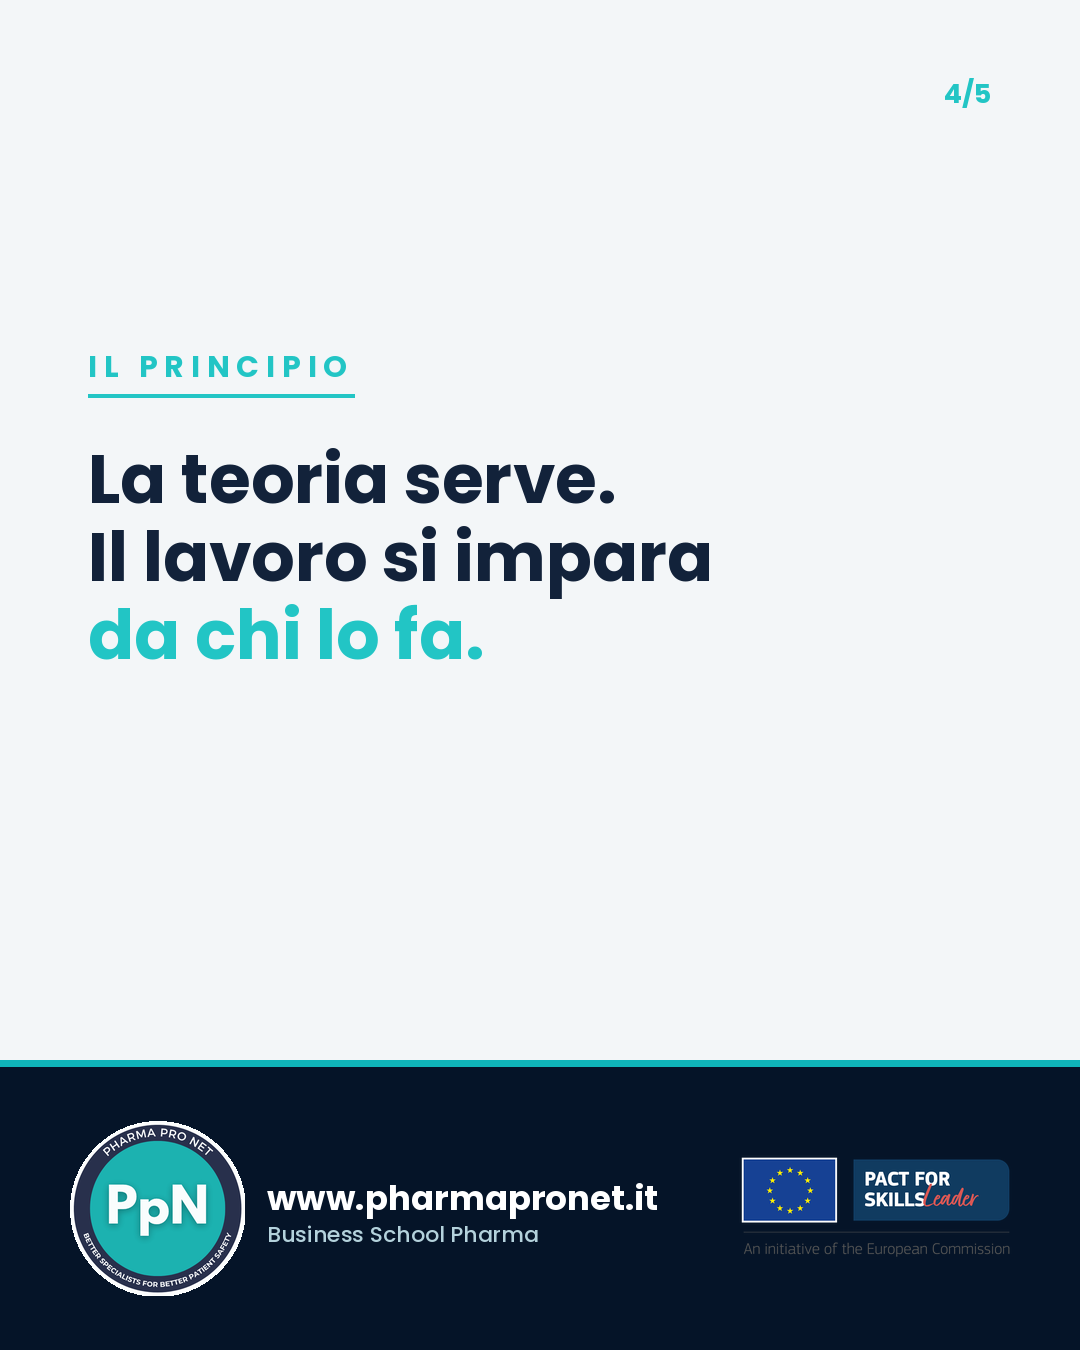 4/5
IL PRINCIPIO
La teoria serve.
Il lavoro si impara
da chi lo fa.
PHARMA PRO NET
PpN
BETTER SPECIALISTS FOR BETTER PATIENT SAFETY
www.pharmapronet.it
Business School Pharma
PACT FOR
SKILLS Leader
An initiative of the European Commission